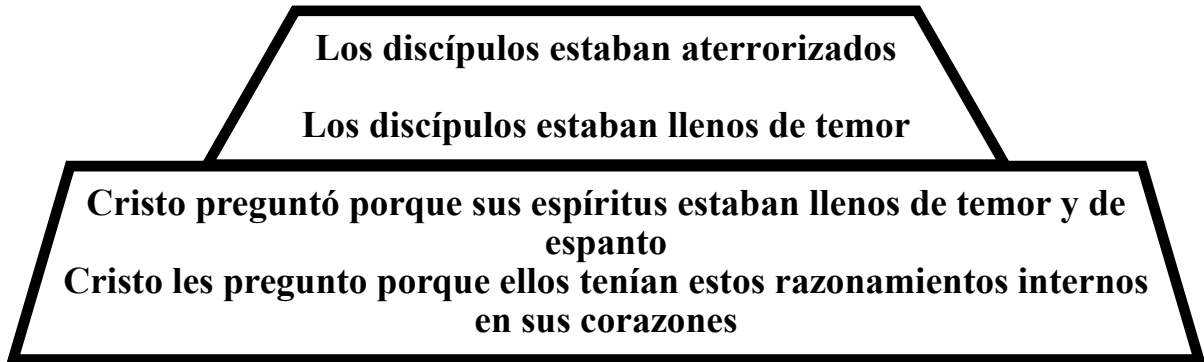 Los discípulos estaban aterrorizados
Los discípulos estaban llenos de temor
Cristo preguntó porque sus espíritus estaban llenos de temor y de
espanto
Cristo les pregunto porque ellos tenían estos razonamientos internos
en sus corazones